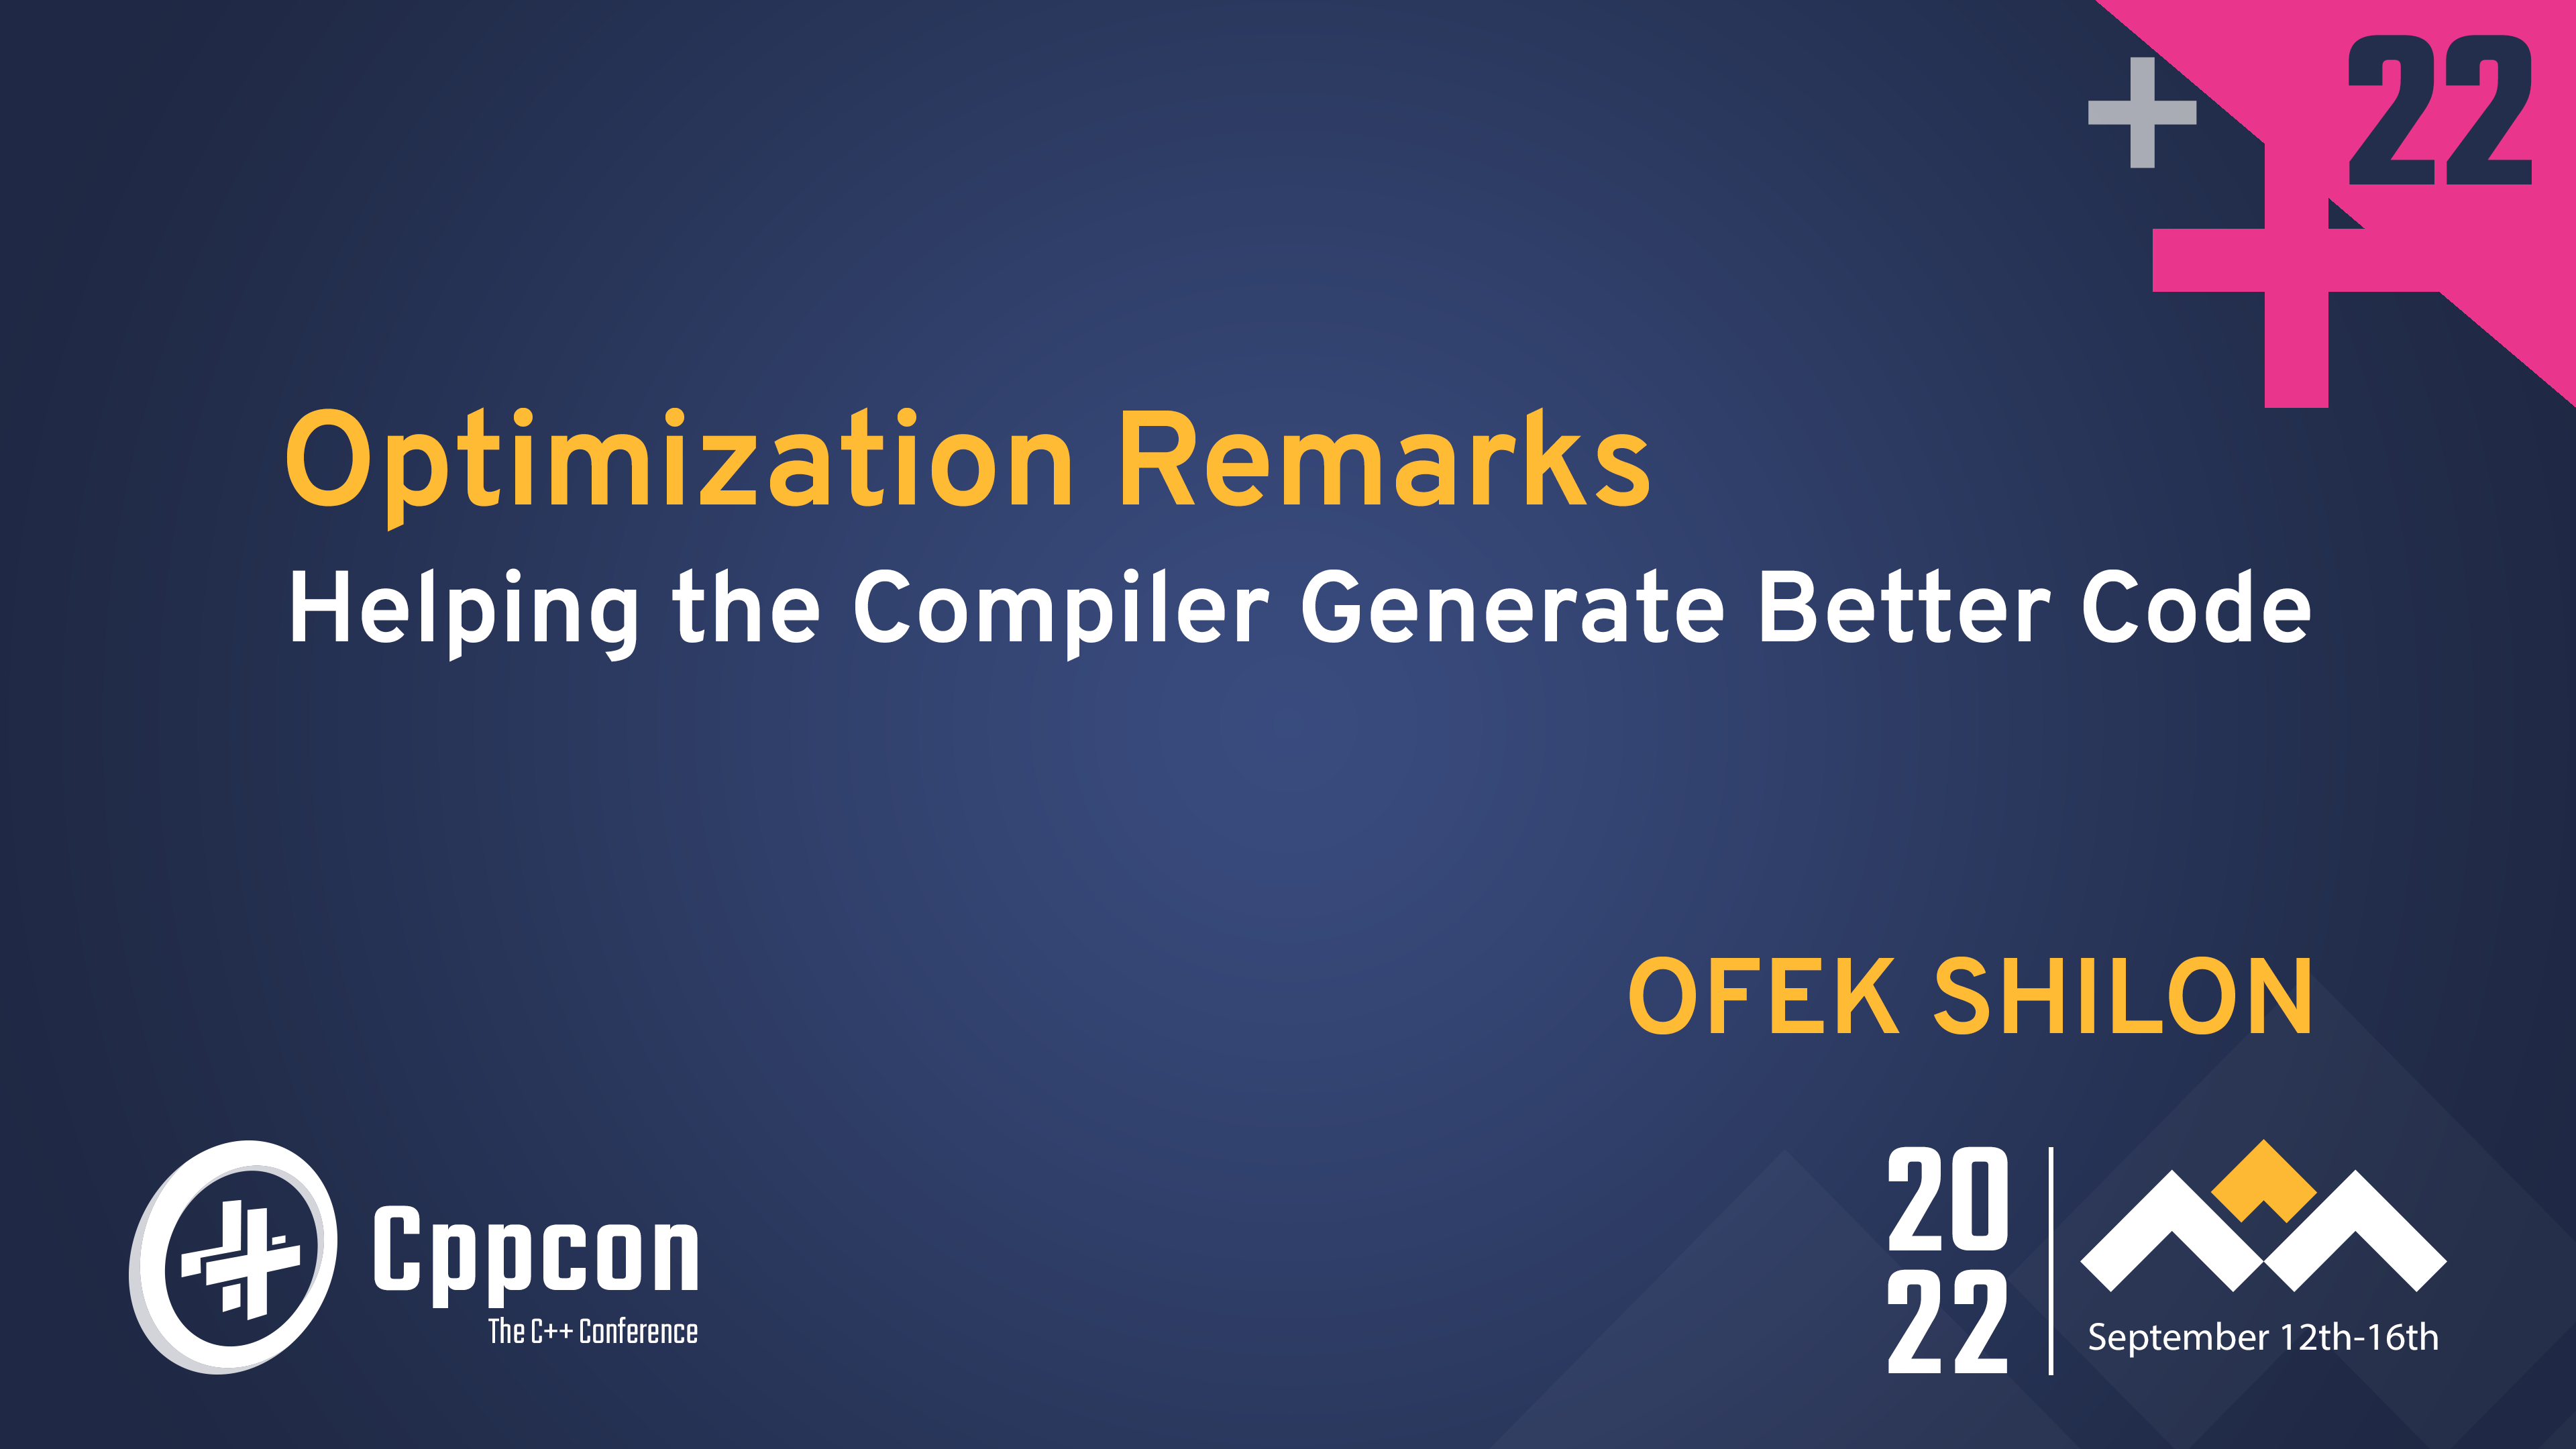 22
Optimization Remarks
Helping the Compiler Generate Better Code
OFEK SHILON
Cppcon
The C++ Conference
20
22
September 12th-16th